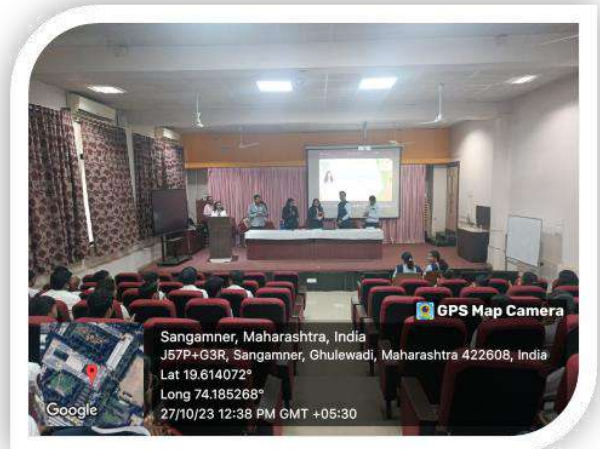 GPS Map Camera
Sangamner, Maharashtra, India
J57P+G3R, Sangamner, Ghulewadi, Maharashtra 422608, India
Lat 19.614072°
Long 74.185268°
27/10/23 12:38 PM GMT +05:30
Google